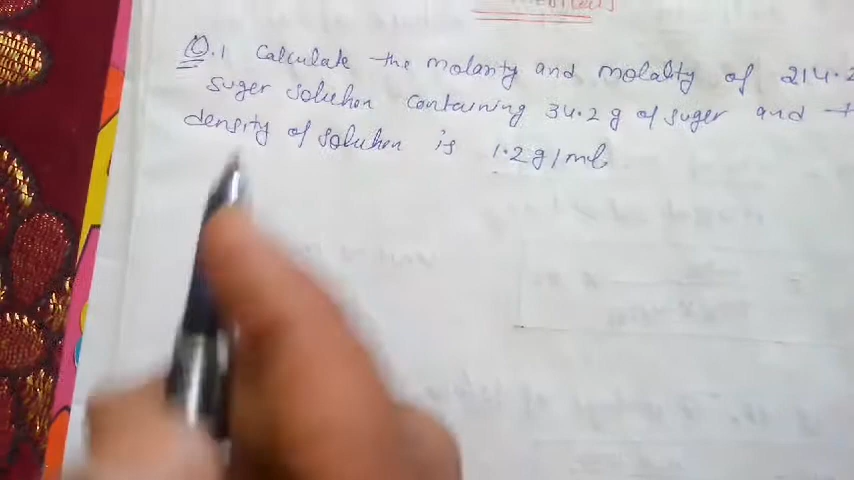 Q.1 Calculate the molarity and molality of 214.2
suger solution containing 34.2 g of suger and
density of solution is 1.2 g/mL